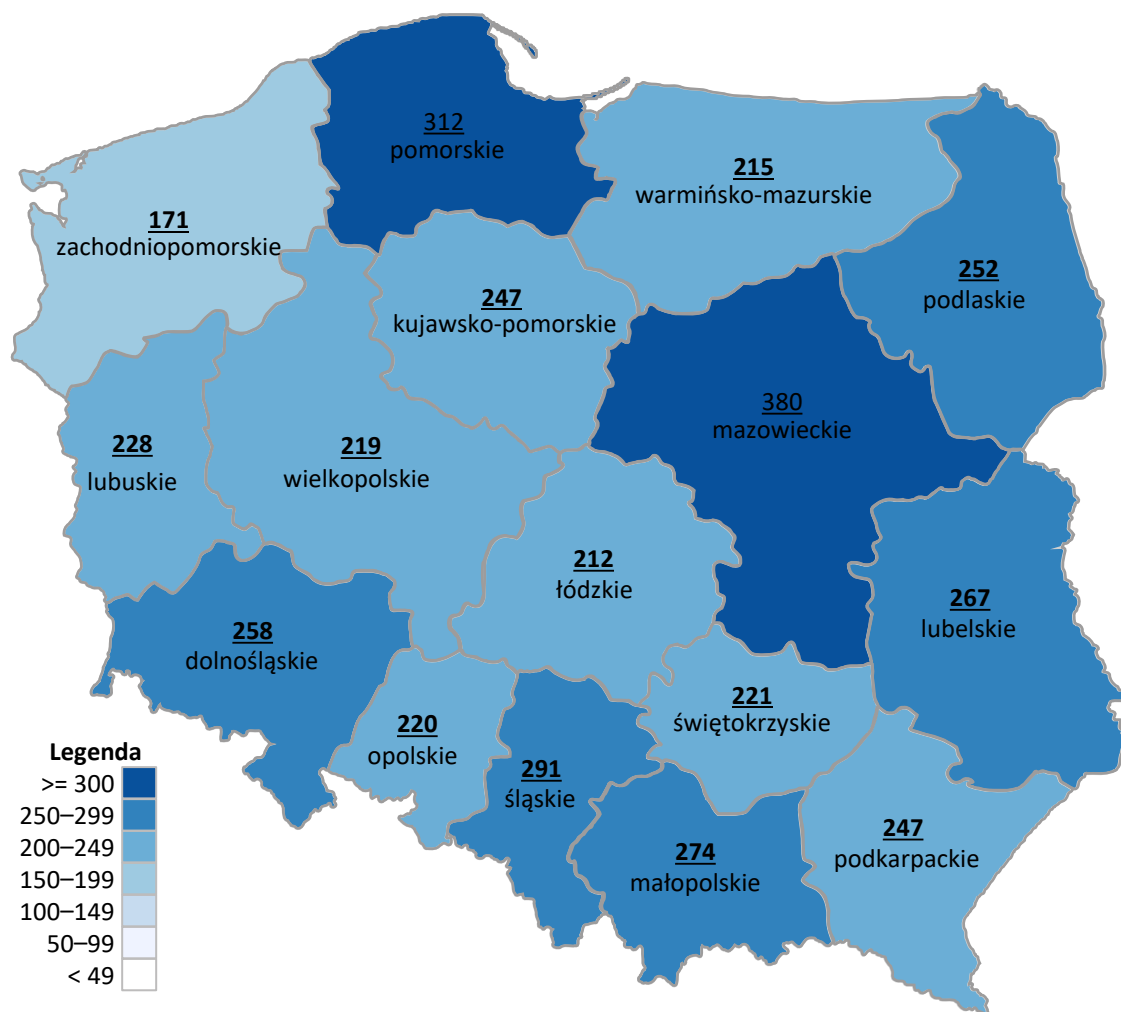 312
pomorskie
215
warmińsko-mazurskie
171
zachodniopomorskie
252
podlaskie
247
kujawsko-pomorskie
380
mazowieckie
228
lubuskie
219
wielkopolskie
212
łódzkie
267
lubelskie
258
dolnośląskie
221
świętokrzyskie
220
opolskie
291
śląskie
274
małopolskie
247
podkarpackie
Legenda
>= 300
250–299
200–249
150–199
100–149
50–99
< 49